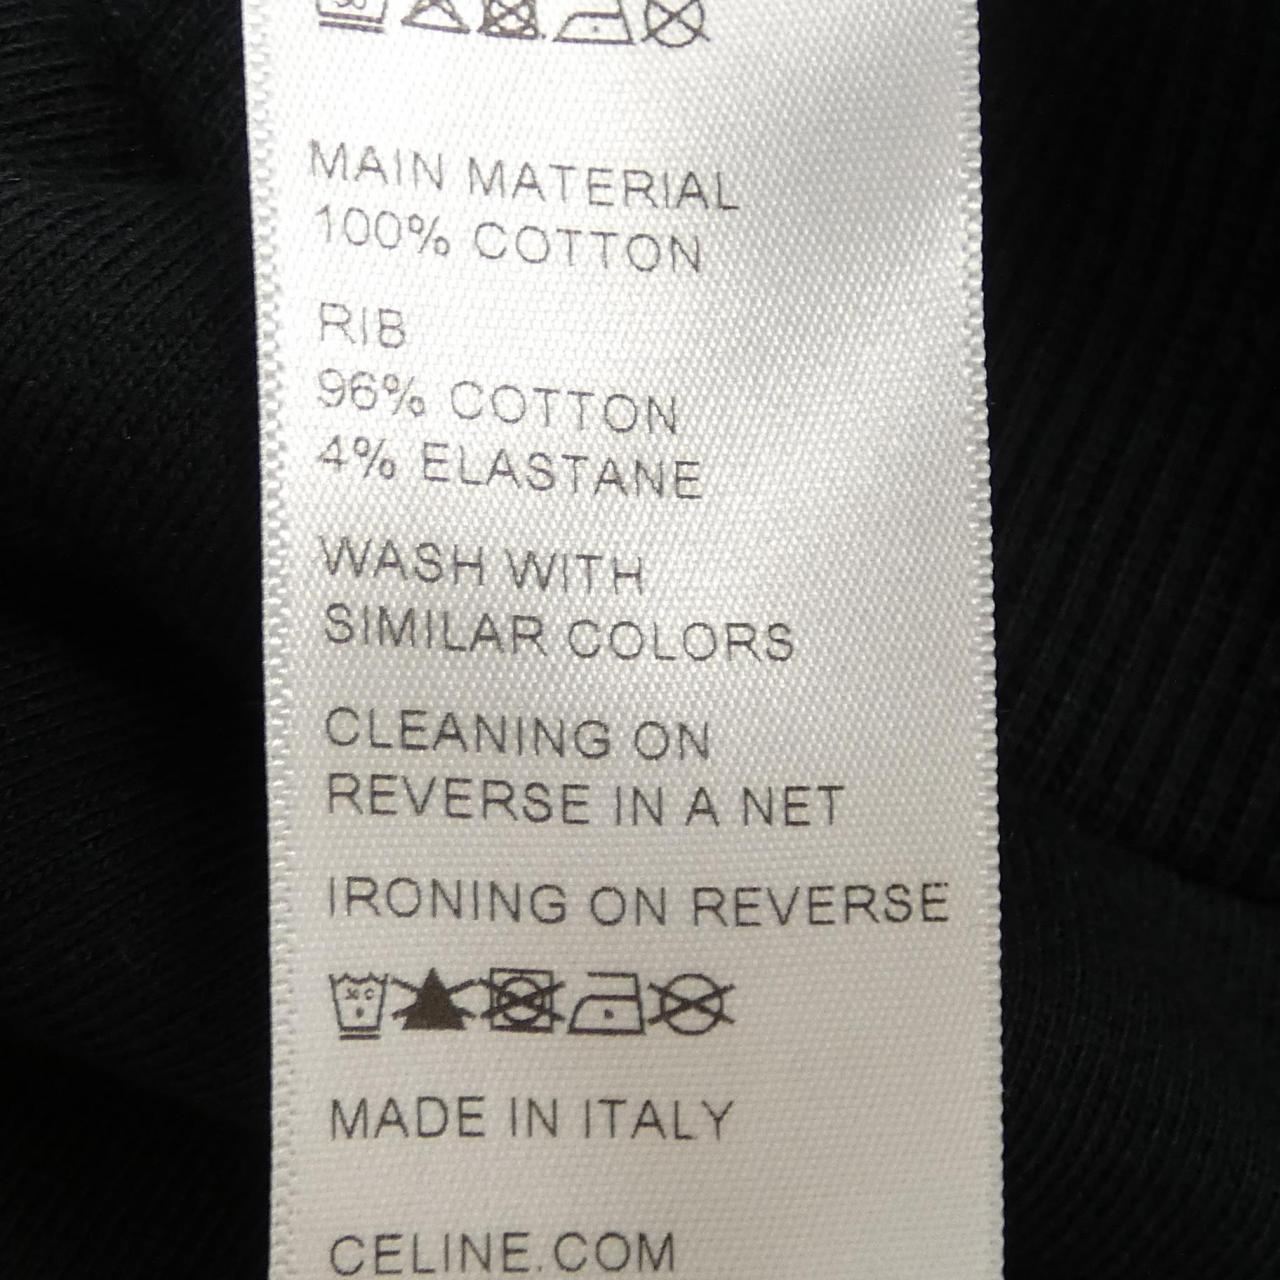 MAIN MATERIAL
100% COTTON
RIB
96% COTTON
4% ELASTANE
WASH WITH
SIMILAR COLORS
CLEANING ON
REVERSE IN A NET
IRONING ON REVERSE
MADE IN ITALY
CELINE.COM